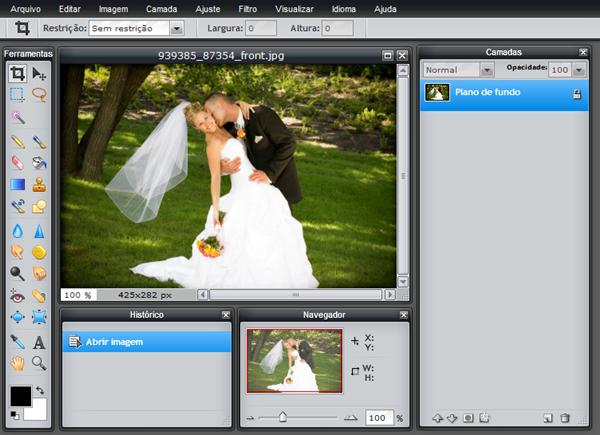 Arquivo Editar Imagem Camada Ajuste Filtro Visualizar Idioma Ajuda
Restrição: Sem restrição Largura: 0 Altura: 0
Ferramentas
939385_87354_front.jpg
100 % 425x282 px
Histórico
Abrir imagem
Navegador
X:
Y:
W:
H:
100 %
Camadas
Normal Opacidade: 100
Plano de fundo
A